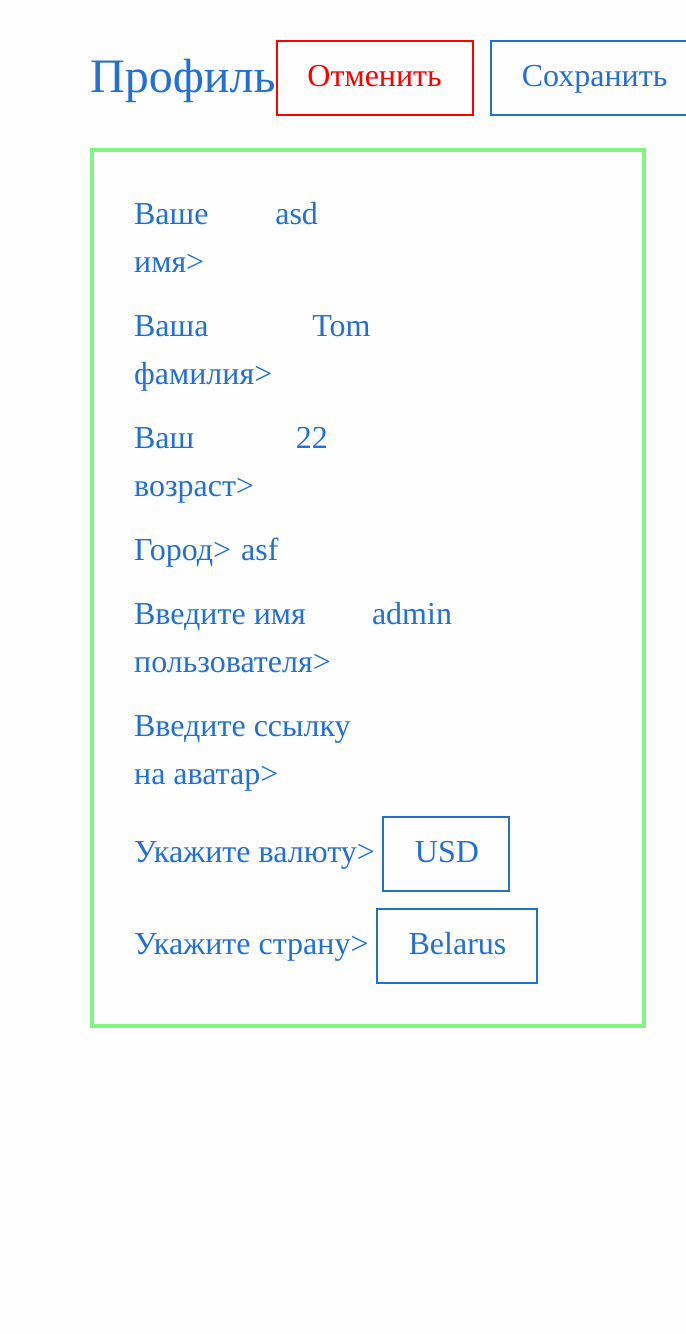 Профиль Отменить Сохранить
Ваше asd
имя>
Ваша Tom
фамилия>
Ваш 22
возраст>
Город> asf
Введите имя admin
пользователя>
Введите ссылку
на аватар>
Укажите валюту> USD
Укажите страну> Belarus